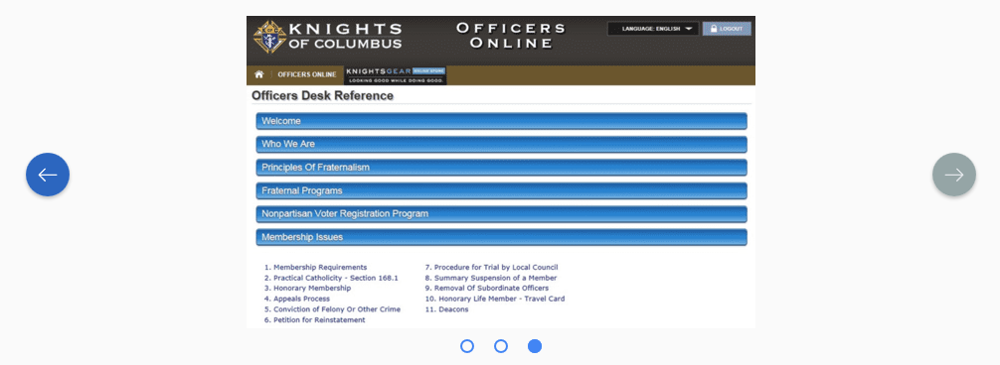 KNIGHTS
OF COLUMBUS
OFFICERS
ONLINE
LANGUAGE: ENGLISH
LOGOUT
OFFICERS ONLINE
KNIGHTSGEAR
LOOKING GOOD WHILE DOING GOOD.
Officers Desk Reference
Welcome
Who We Are
Principles Of Fraternalism
Fraternal Programs
Nonpartisan Voter Registration Program
Membership Issues
1. Membership Requirements
2. Practical Catholicity - Section 168.1
3. Honorary Membership
4. Appeals Process
5. Conviction of Felony Or Other Crime
6. Petition for Reinstatement
7. Procedure for Trial by Local Council
8. Summary Suspension of a Member
9. Removal Of Subordinate Officers
10. Honorary Life Member - Travel Card
11. Deacons